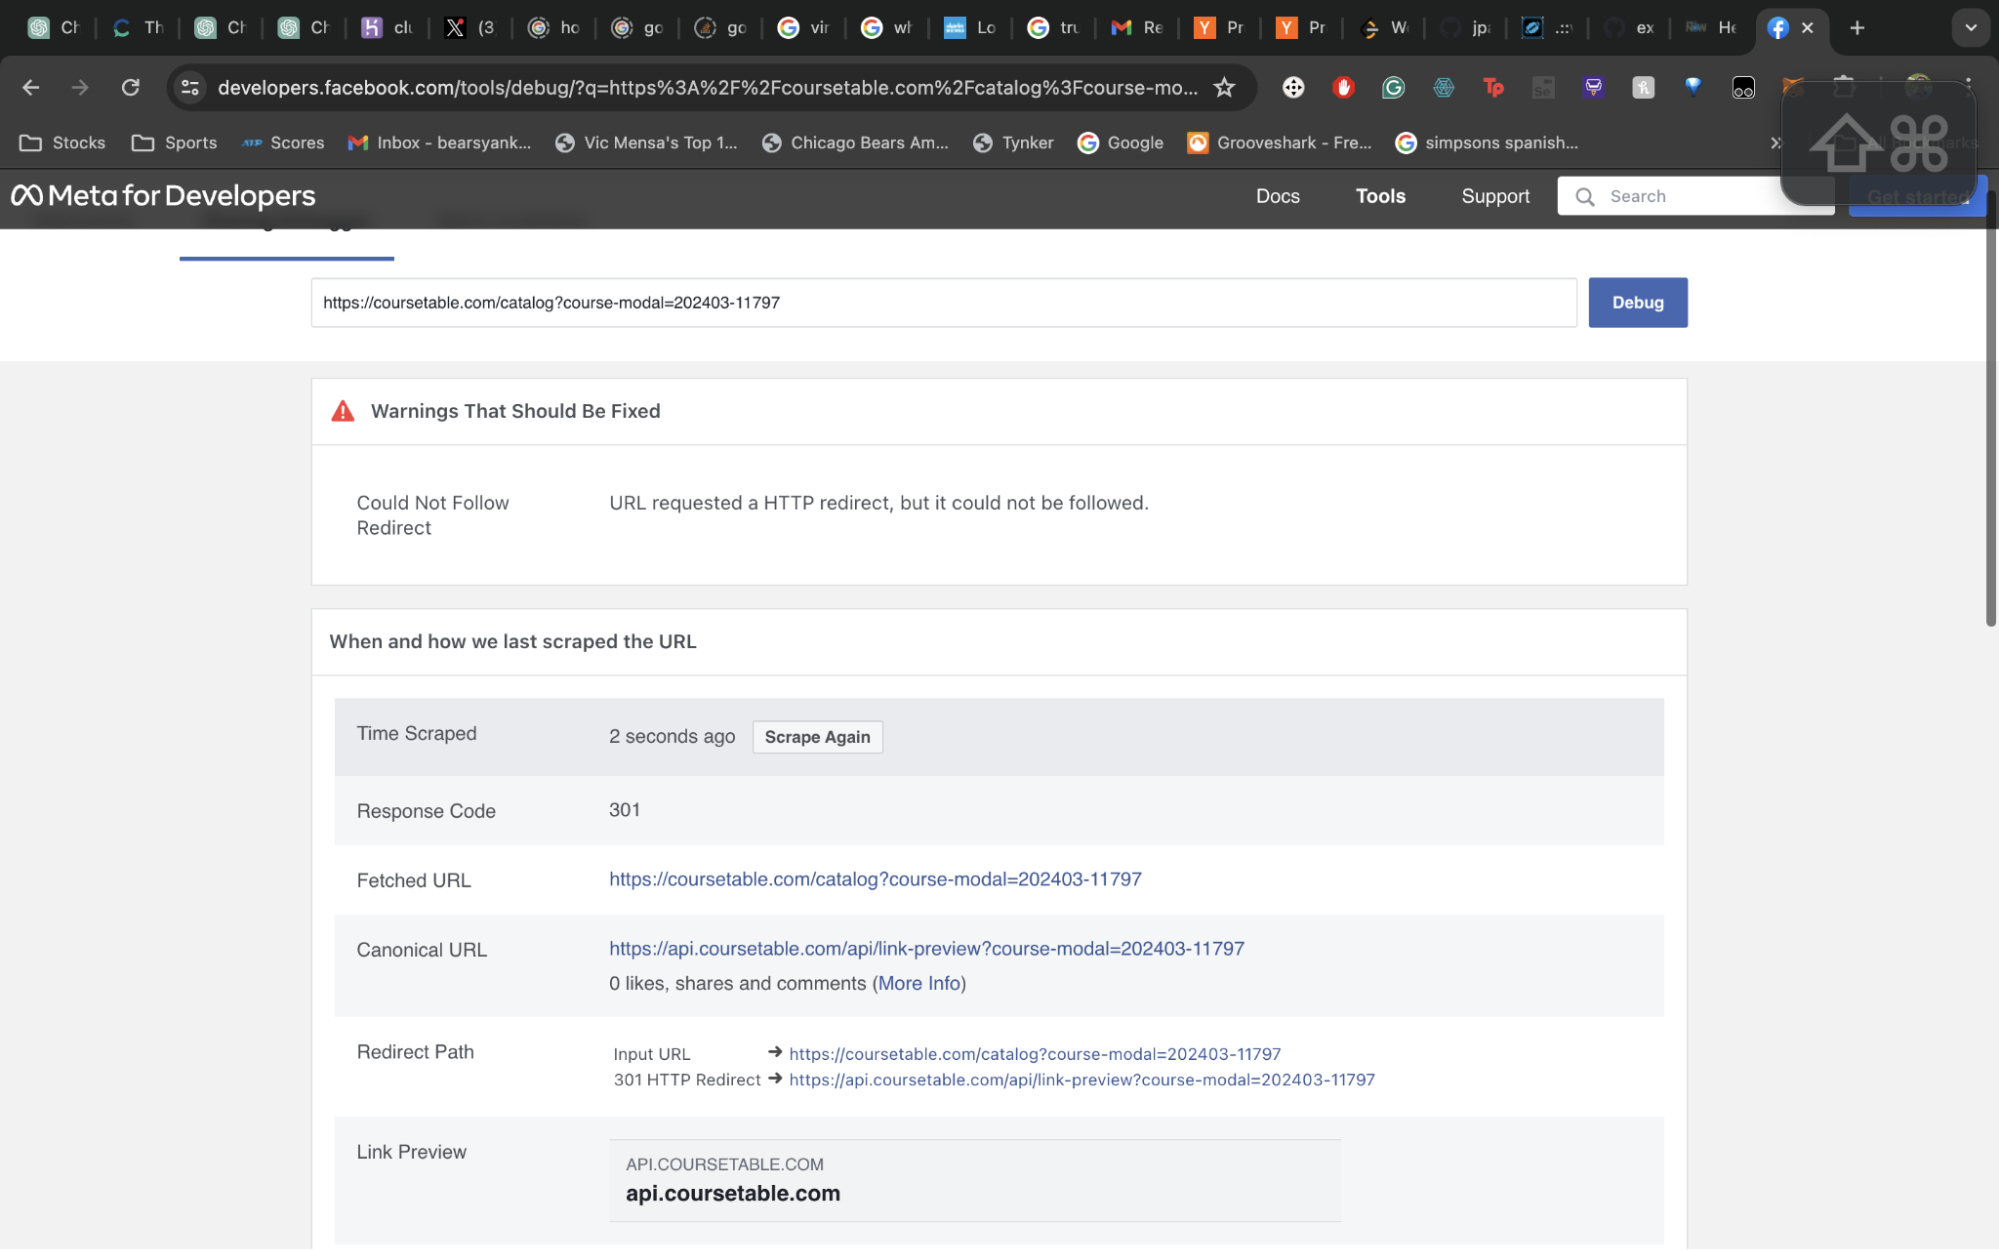 Ch
Th
Ch
Ch
clu
(3
ho
go
go
vir
wh
Lo
tru
Re
Pr
Pr
W
jp
.::
ex
He
developers.facebook.com/tools/debug/?q=https%3A%2F%2Fcoursetable.com%2Fcatalog%3Fcourse-mo...
Stocks
Sports
Scores
Inbox - bearsyank...
Vic Mensa's Top 1...
Chicago Bears Am...
Tynker
Google
Grooveshark - Fre...
simpsons spanish...
Meta for Developers
Docs
Tools
Support
Search
Get started
https://coursetable.com/catalog?course-modal=202403-11797
Debug
Warnings That Should Be Fixed
Could Not Follow
Redirect
URL requested a HTTP redirect, but it could not be followed.
When and how we last scraped the URL
Time Scraped
2 seconds ago
Scrape Again
Response Code
301
Fetched URL
https://coursetable.com/catalog?course-modal=202403-11797
Canonical URL
https://api.coursetable.com/api/link-preview?course-modal=202403-11797
0 likes, shares and comments (More Info)
Redirect Path
Input URL ➔ https://coursetable.com/catalog?course-modal=202403-11797
301 HTTP Redirect ➔ https://api.coursetable.com/api/link-preview?course-modal=202403-11797
Link Preview
API.COURSETABLE.COM
api.coursetable.com